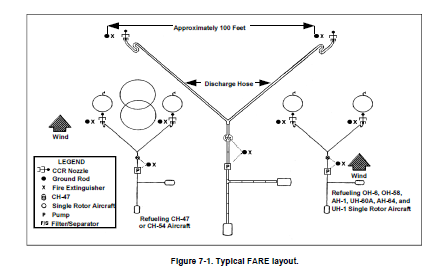 Approximately 100 Feet
X
X
Discharge Hose
X
X
X
X
Wind
X
X
X
P
P
P
Wind
LEGEND
CCR Nozzle
Ground Rod
X Fire Extinguisher
CH-47
Single Rotor Aircraft
P Pump
F/S Filter/Separator
Refueling CH-47
or CH-54 Aircraft
Refueling OH-6, OH-58,
AH-1, UH-60A, AH-64, and
UH-1 Single Rotor Aircraft
Figure 7-1. Typical FARE layout.